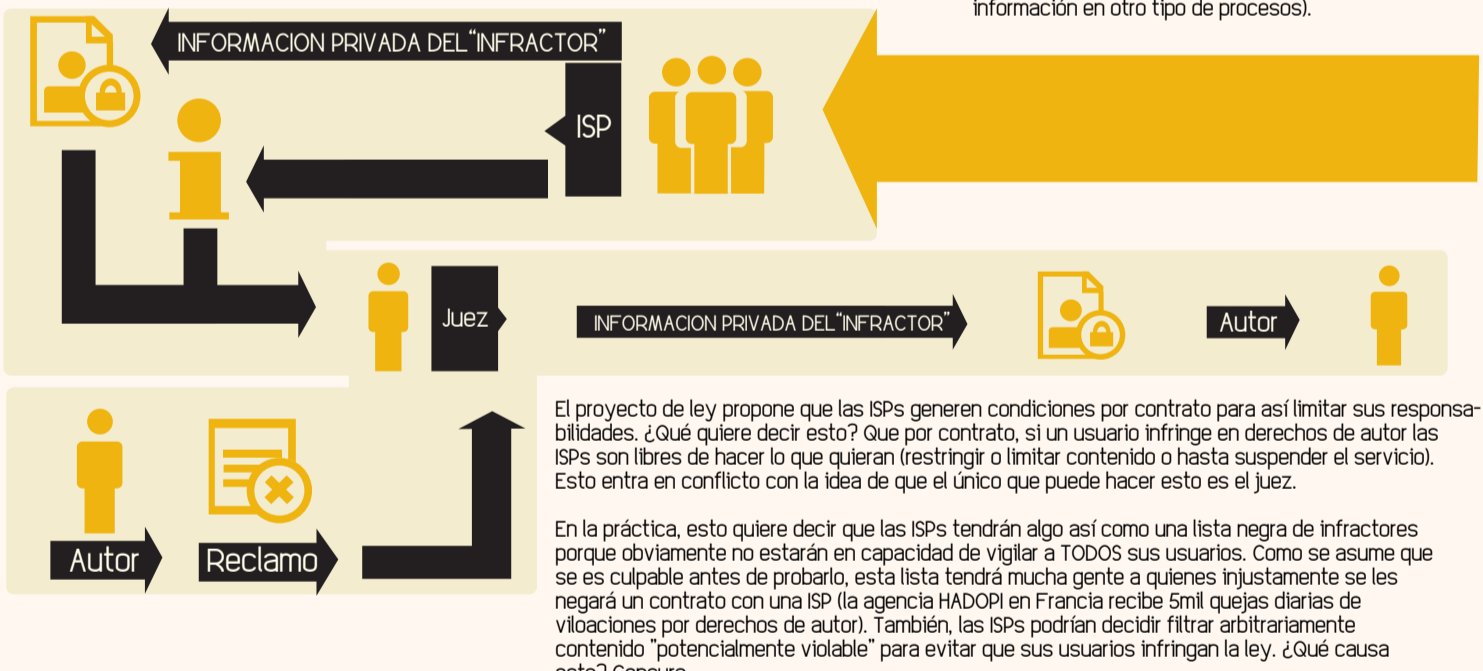 información en otro tipo de procesos).
INFORMACION PRIVADA DEL"INFRACTOR"
ISP
Juez
INFORMACION PRIVADA DEL"INFRACTOR"
Autor
Autor
Reclamo
El proyecto de ley propone que las ISPs generen condiciones por contrato para así limitar sus responsa-
bilidades. ¿Qué quiere decir esto? Que por contrato, si un usuario infringe en derechos de autor las
ISPs son libres de hacer lo que quieran (restringir o limitar contenido o hasta suspender el servicio).
Esto entra en conflicto con la idea de que el único que puede hacer esto es el juez.
En la práctica, esto quiere decir que las ISPs tendrán algo así como una lista negra de infractores
porque obviamente no estarán en capacidad de vigilar a TODOS sus usuarios. Como se asume que
se es culpable antes de probarlo, esta lista tendrá mucha gente a quienes injustamente se les
negará un contrato con una ISP (la agencia HADOPI en Francia recibe 5mil quejas diarias de
viloaciones por derechos de autor). También, las ISPs podrían decidir filtrar arbitrariamente
contenido "potencialmente violable" para evitar que sus usuarios infringan la ley. ¿Qué causa
esto? Censura